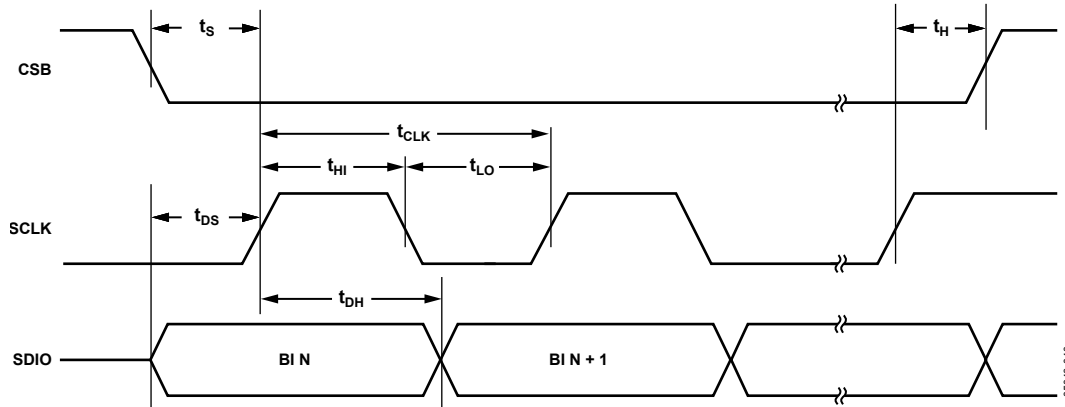 tS
tH
CSB
tCLK
tHI
tLO
tDS
SCLK
tDH
SDIO
BI N
BI N + 1